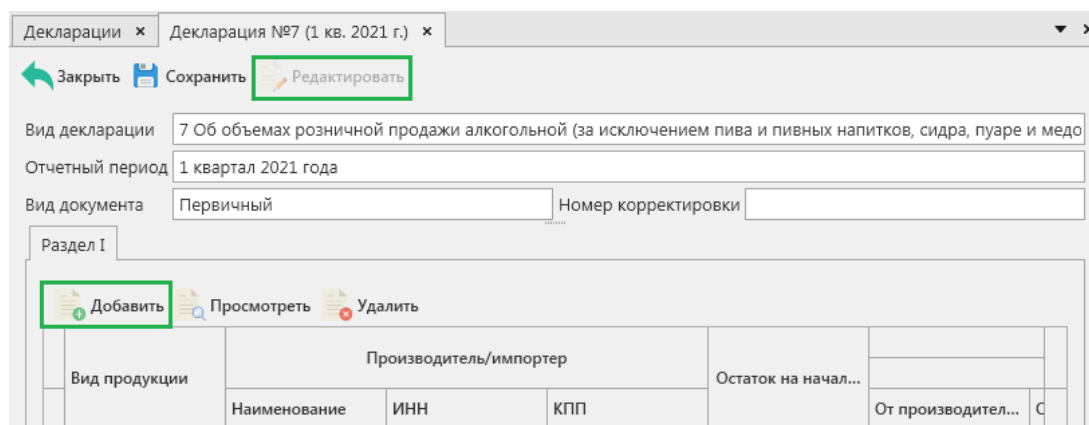 Декларации × Декларация №7 (1 кв. 2021 г.) ×
Закрыть Сохранить Редактировать
Вид декларации 7 Об объемах розничной продажи алкогольной (за исключением пива и пивных напитков, сидра, пуаре и медо
Отчетный период 1 квартал 2021 года
Вид документа Первичный Номер корректировки
Раздел I
Добавить Просмотреть Удалить
Производитель/импортер
Вид продукции Остаток на начал...
Наименование ИНН КПП От производител... С